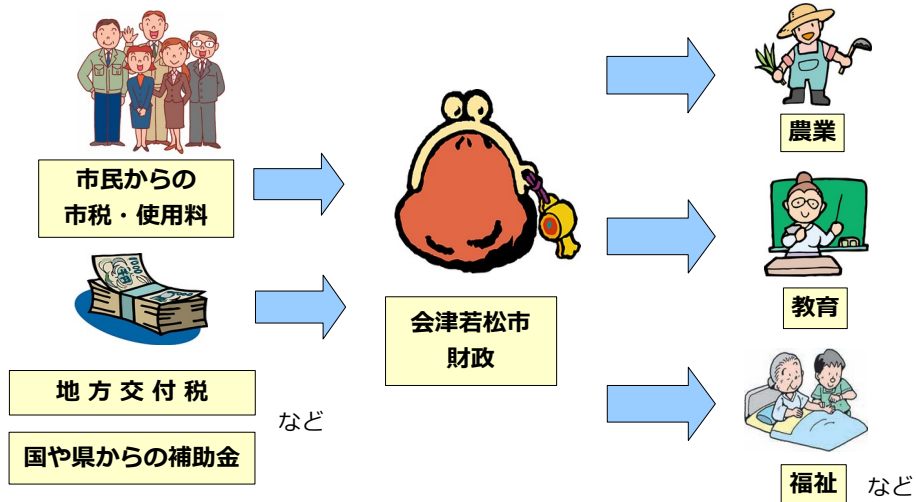 市民からの
市税・使用料
地方交付税
国や県からの補助金
など
会津若松市
財政
農業
教育
福祉
など